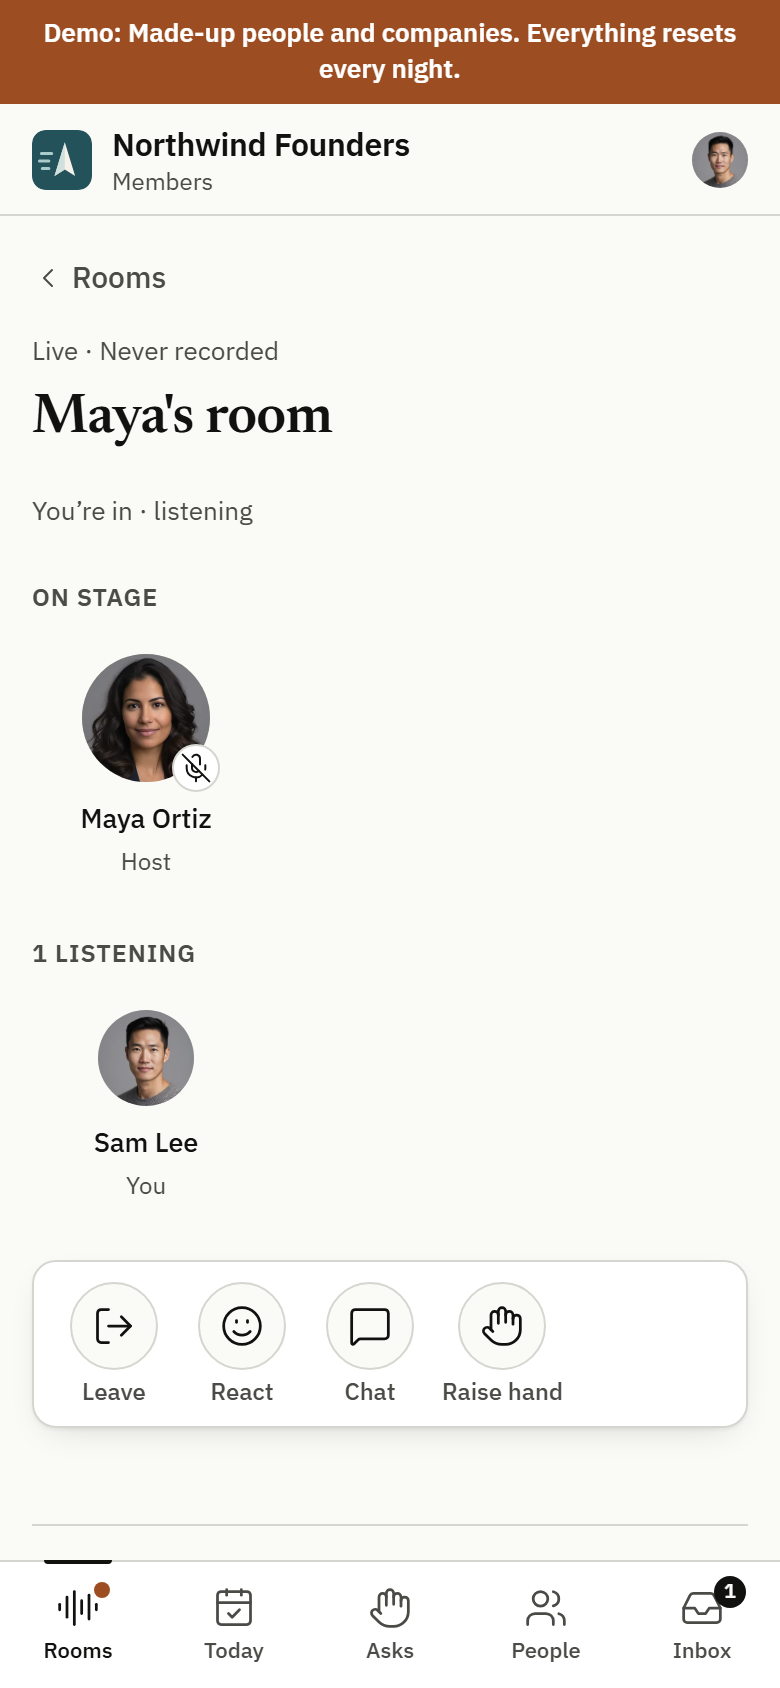 Demo: Made-up people and companies. Everything resets
every night.
Northwind Founders
Members
Rooms
Live · Never recorded
Maya's room
You’re in · listening
ON STAGE
Maya Ortiz
Host
1 LISTENING
Sam Lee
You
Leave
React
Chat
Raise hand
1
Rooms
Today
Asks
People
Inbox